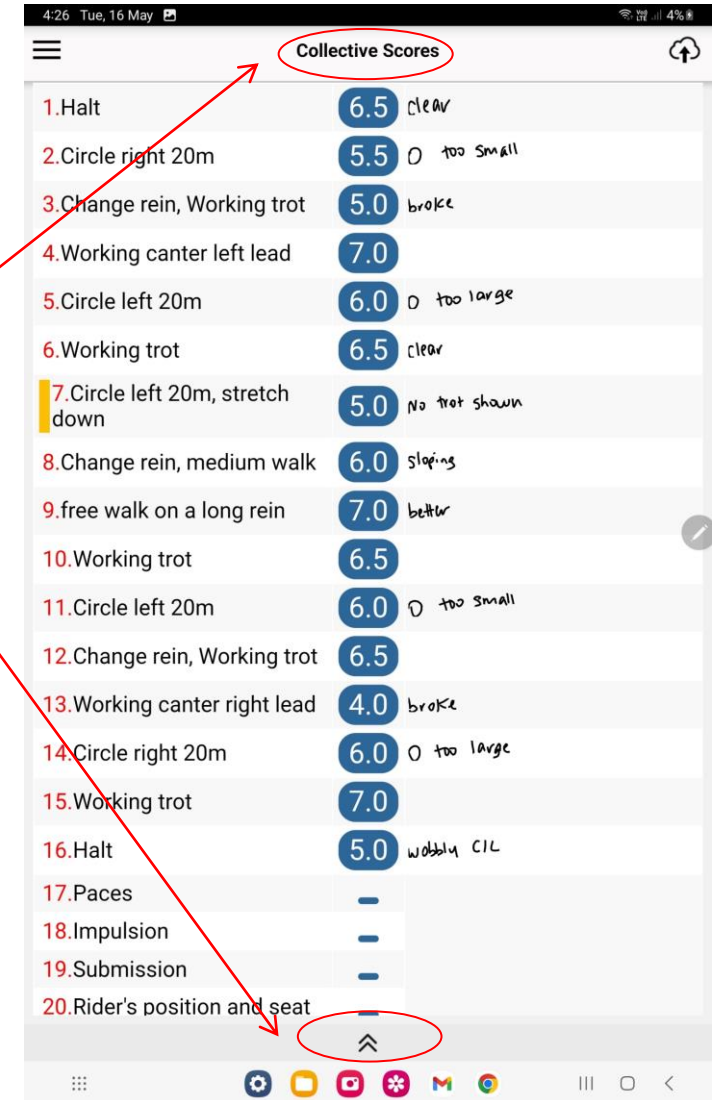 4:26 Tue, 16 May 4%
Collective Scores
1.Halt 6.5 clear
2.Circle right 20m 5.5 O too small
3.Change rein, Working trot 5.0 broke
4.Working canter left lead 7.0
5.Circle left 20m 6.0 O too large
6.Working trot 6.5 clear
7.Circle left 20m, stretch
down 5.0 No trot shown
8.Change rein, medium walk 6.0 sloping
9.free walk on a long rein 7.0 better
10.Working trot 6.5
11.Circle left 20m 6.0 O too small
12.Change rein, Working trot 6.5
13.Working canter right lead 4.0 broke
14.Circle right 20m 6.0 O too large
15.Working trot 7.0
16.Halt 5.0 wobbly C/L
17.Paces –
18.Impulsion –
19.Submission –
20.Rider's position and seat –